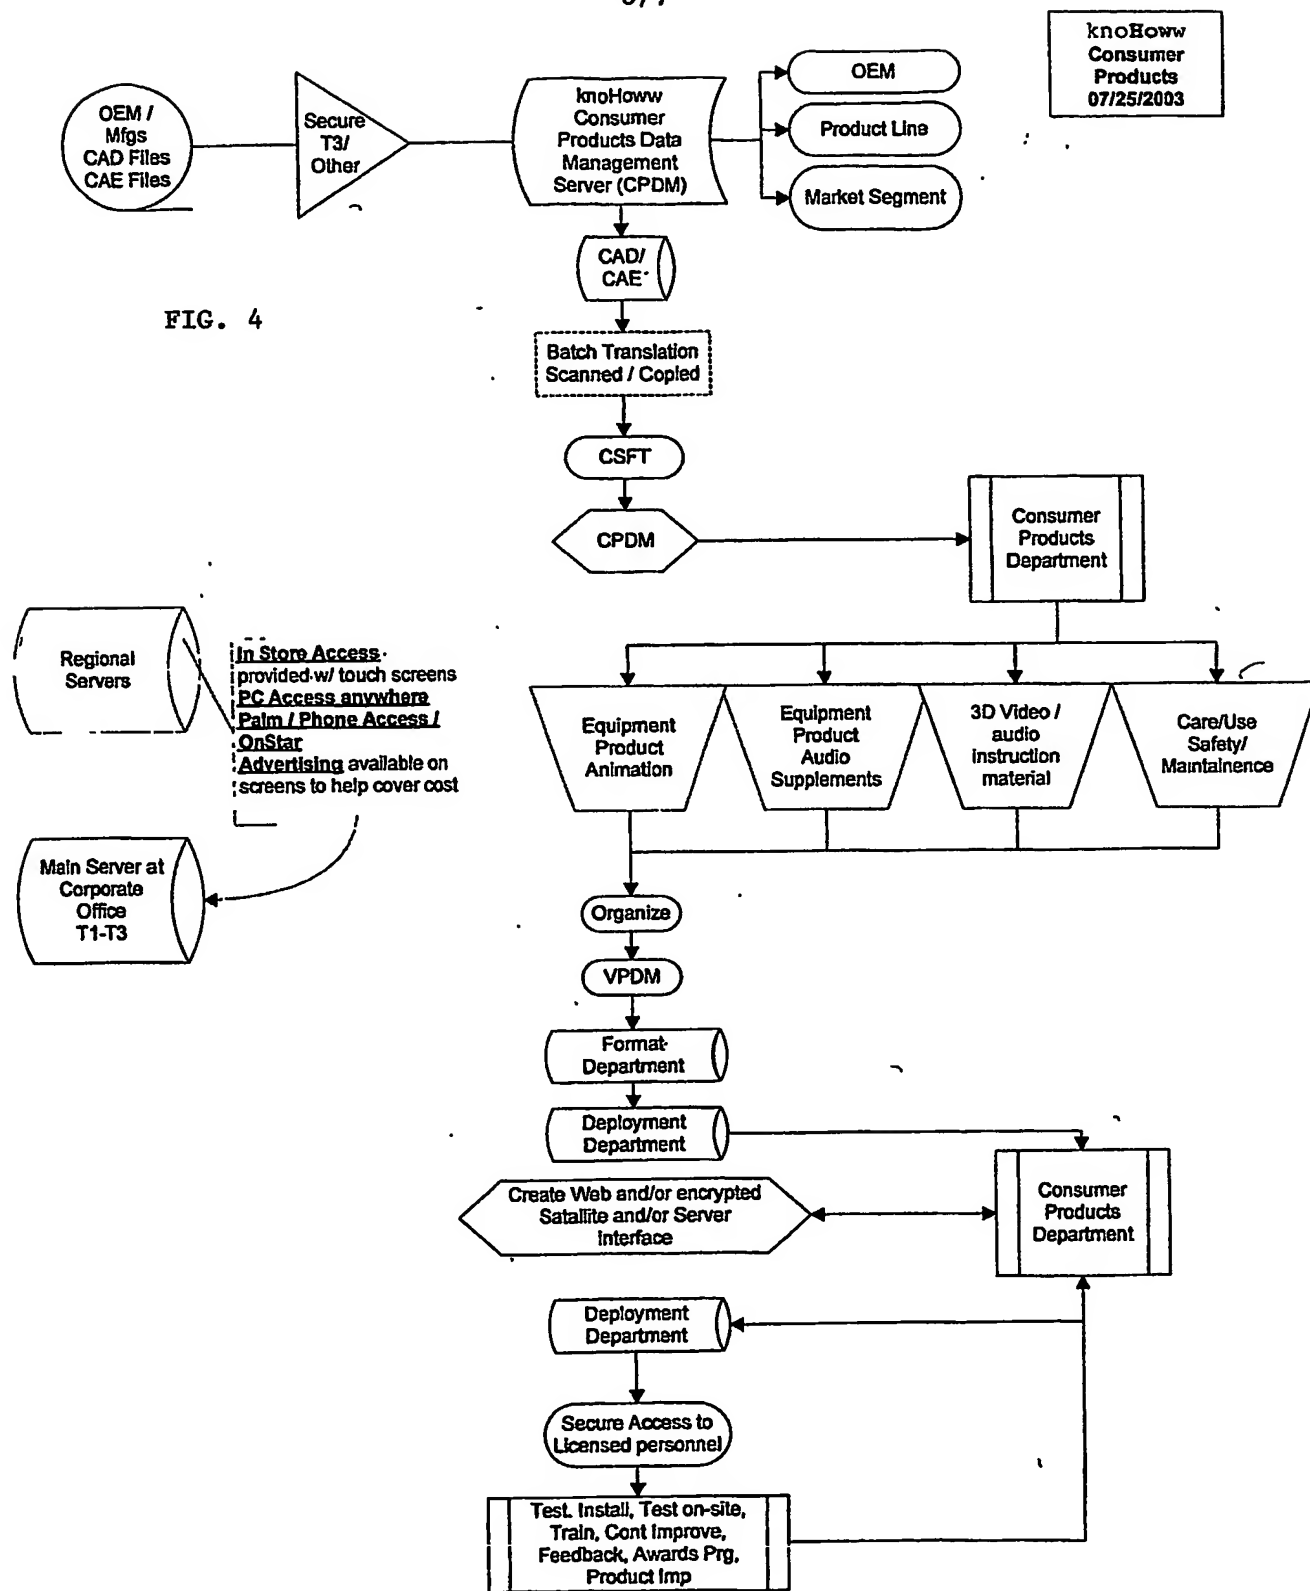 knoHoww
Consumer
Products
07/25/2003
OEM /
Mfgs
CAD Files
CAE Files
Secure
T3/
Other
knoHoww
Consumer
Products Data
Management
Server (CPDM)
OEM
Product Line
Market Segment
CAD/
CAE
FIG. 4
Batch Translation
Scanned / Copied
CSFT
CPDM
Consumer
Products
Department
Regional
Servers
In Store Access
provided w/ touch screens
PC Access anywhere
Palm / Phone Access /
OnStar
Advertising available on
screens to help cover cost
Equipment
Product
Animation
Equipment
Product
Audio
Supplements
3D Video /
audio
instruction
material
Care/Use
Safety/
Maintainence
Main Server at
Corporate
Office
T1-T3
Organize
VPDM
Format
Department
Deployment
Department
Create Web and/or encrypted
Satallite and/or Server
Interface
Consumer
Products
Department
Deployment
Department
Secure Access to
Licensed personnel
Test. Install, Test on-site,
Train, Cont Improve,
Feedback, Awards Prg,
Product Imp